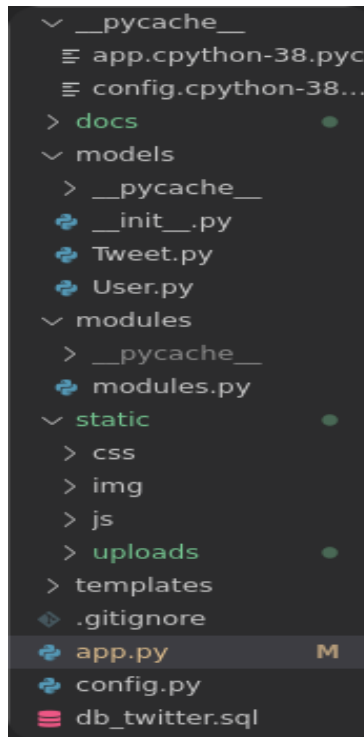 __pycache__
app.cpython-38.pyc
config.cpython-38...
docs
models
__pycache__
__init__.py
Tweet.py
User.py
modules
__pycache__
modules.py
static
css
img
js
uploads
templates
.gitignore
app.py M
config.py
db_twitter.sql